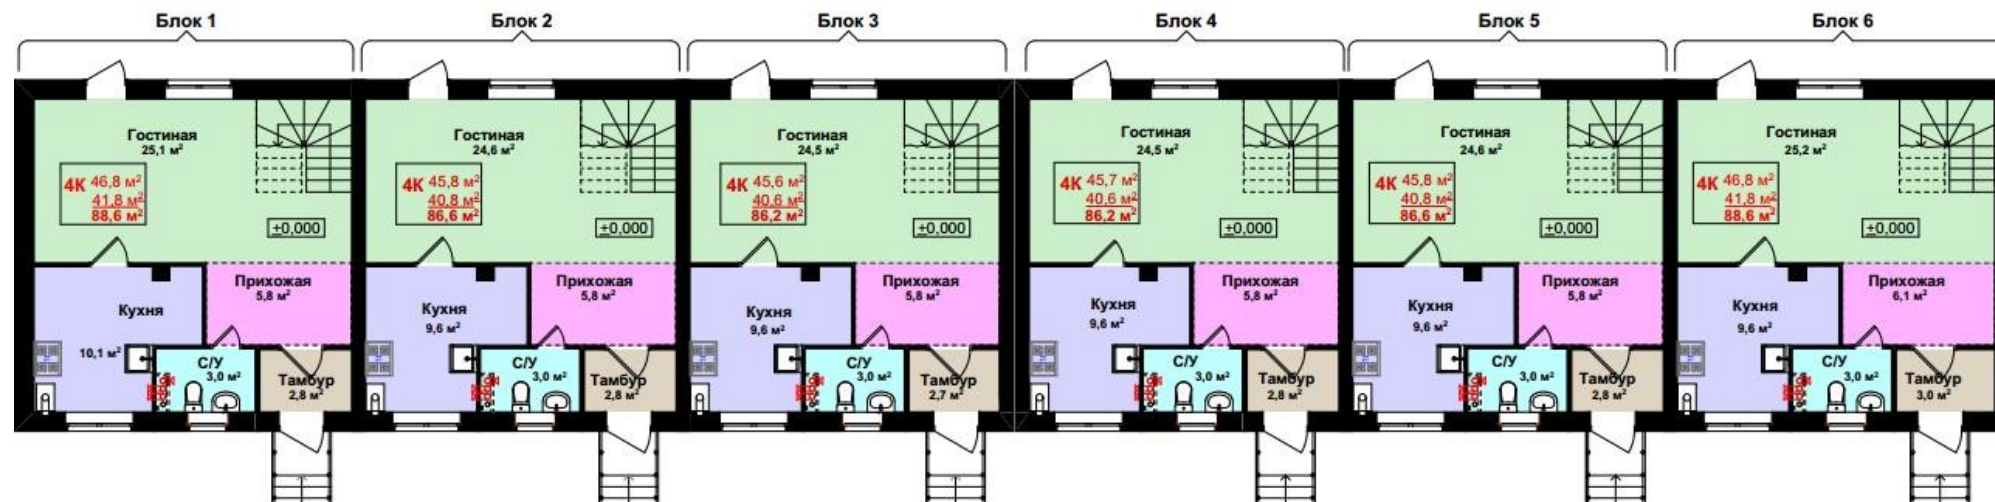 Блок 1
Блок 2
Блок 3
Блок 4
Блок 5
Блок 6
Гостиная
25,1 м²
4К 46,8 м²
41,8 м²
88,6 м²
±0,000
Прихожая
5,8 м²
Кухня
10,1 м²
С/У
3,0 м²
Тамбур
2,8 м²
Гостиная
24,6 м²
4К 45,8 м²
40,8 м²
86,6 м²
±0,000
Прихожая
5,8 м²
Кухня
9,6 м²
С/У
3,0 м²
Тамбур
2,8 м²
Гостиная
24,5 м²
4К 45,6 м²
40,6 м²
86,2 м²
±0,000
Прихожая
5,8 м²
Кухня
9,6 м²
С/У
3,0 м²
Тамбур
2,7 м²
Гостиная
24,5 м²
4К 45,7 м²
40,6 м²
86,2 м²
±0,000
Прихожая
5,8 м²
Кухня
9,6 м²
С/У
3,0 м²
Тамбур
2,8 м²
Гостиная
24,6 м²
4К 45,8 м²
40,8 м²
86,6 м²
±0,000
Прихожая
5,8 м²
Кухня
9,6 м²
С/У
3,0 м²
Тамбур
2,8 м²
Гостиная
25,2 м²
4К 46,8 м²
41,8 м²
88,6 м²
±0,000
Прихожая
6,1 м²
Кухня
9,6 м²
С/У
3,0 м²
Тамбур
3,0 м²